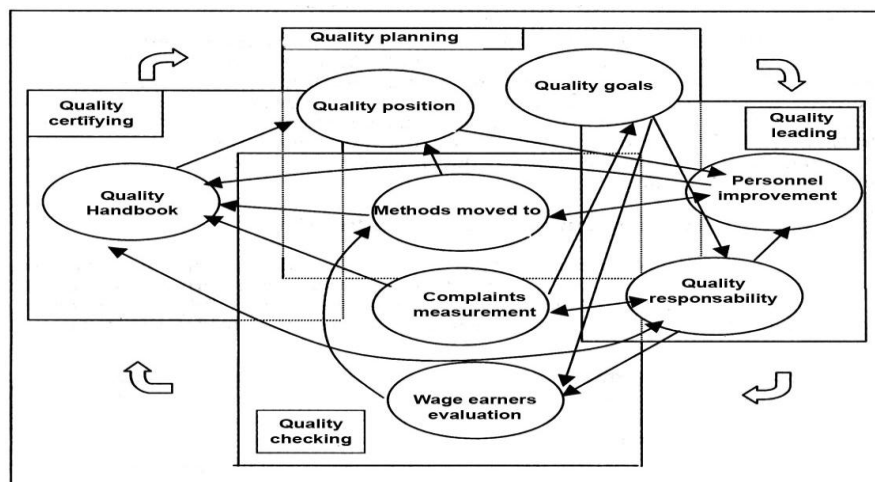 Quality planning
Quality goals
Quality position
Quality
certifying
Quality
leading
Quality
Handbook
Personnel
improvement
Methods moved to
Quality
responsability
Complaints
measurement
Wage earners
evaluation
Quality
checking